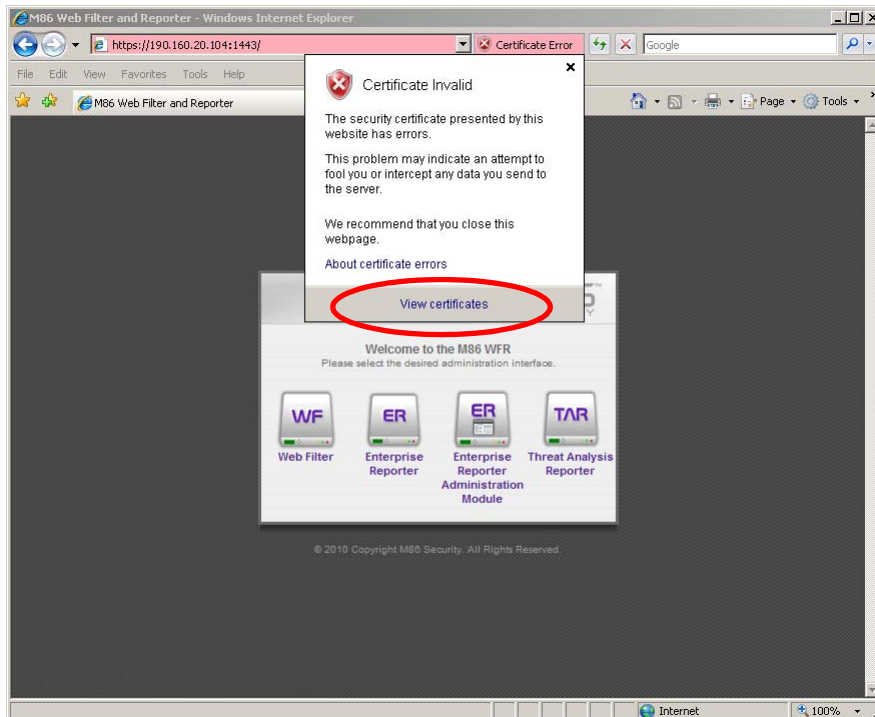 M86 Web Filter and Reporter - Windows Internet Explorer
https://190.160.20.104:1443/
Certificate Error
Google
File Edit View Favorites Tools Help
M86 Web Filter and Reporter
Page
Tools
Certificate Invalid
The security certificate presented by this
website has errors.
This problem may indicate an attempt to
fool you or intercept any data you send to
the server.
We recommend that you close this
webpage.
About certificate errors
View certificates
Welcome to the M86 WFR
Please select the desired administration interface.
WF
ER
ER
TAR
Web Filter
Enterprise
Reporter
Enterprise
Reporter
Administration
Module
Threat Analysis
Reporter
© 2010 Copyright M86 Security. All Rights Reserved.
Internet
100%